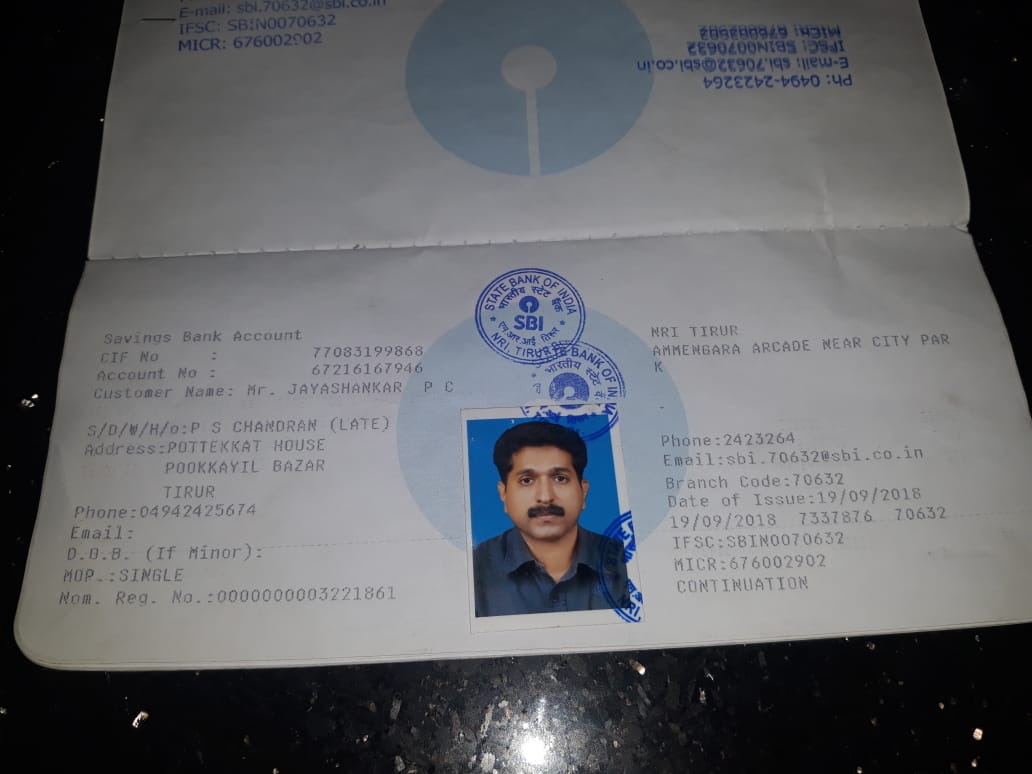 E-mail: sbi.70632@sbi.co.in
IFSC: SBIN0070632
MICR: 676002902
Ph: 0494-2423264
E-mail: sbi.70632@sbi.co.in
IFSC: SBIN0070632
MICR: 676002902
STATE BANK OF INDIA
भारतीय स्टेट बैंक
SBI
एन.आर.आई तिरूर
NRI, TIRUR
BANK OF IN
भारतीय स्टेट
Savings Bank Account
CIF No : 77083199868
Account No : 67216167946
Customer Name: Mr. JAYASHANKAR P C
S/D/W/H/o:P S CHANDRAN (LATE)
Address:POTTEKKAT HOUSE
POOKKAYIL BAZAR
TIRUR
Phone:04942425674
Email:
D.O.B. (If Minor):
MOP.:SINGLE
Nom. Reg. No.:0000000003221861
NRI TIRUR
AMMENGARA ARCADE NEAR CITY PAR
K
Phone:2423264
Email:sbi.70632@sbi.co.in
Branch Code:70632
Date of Issue:19/09/2018
19/09/2018 7337876 70632
IFSC:SBIN0070632
MICR:676002902
CONTINUATION
NRI